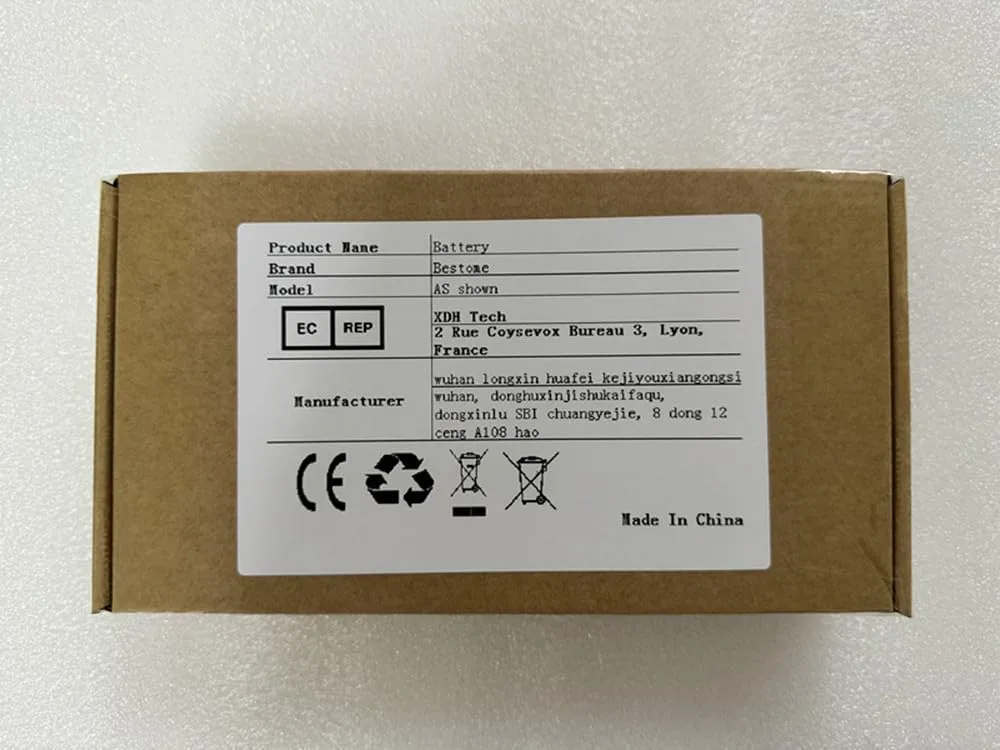 Product Name Battery
Brand Bestome
Model AS shown
EC REP XDH Tech
2 Rue Coysevox Bureau 3, Lyon,
France
Manufacturer
wuhan longxin huafei kejiyouxiangongsi
wuhan, donghuxinjishukaifaqu,
dongxinlu SBI chuangyejie, 8 dong 12
ceng A108 hao
CE
Made In China